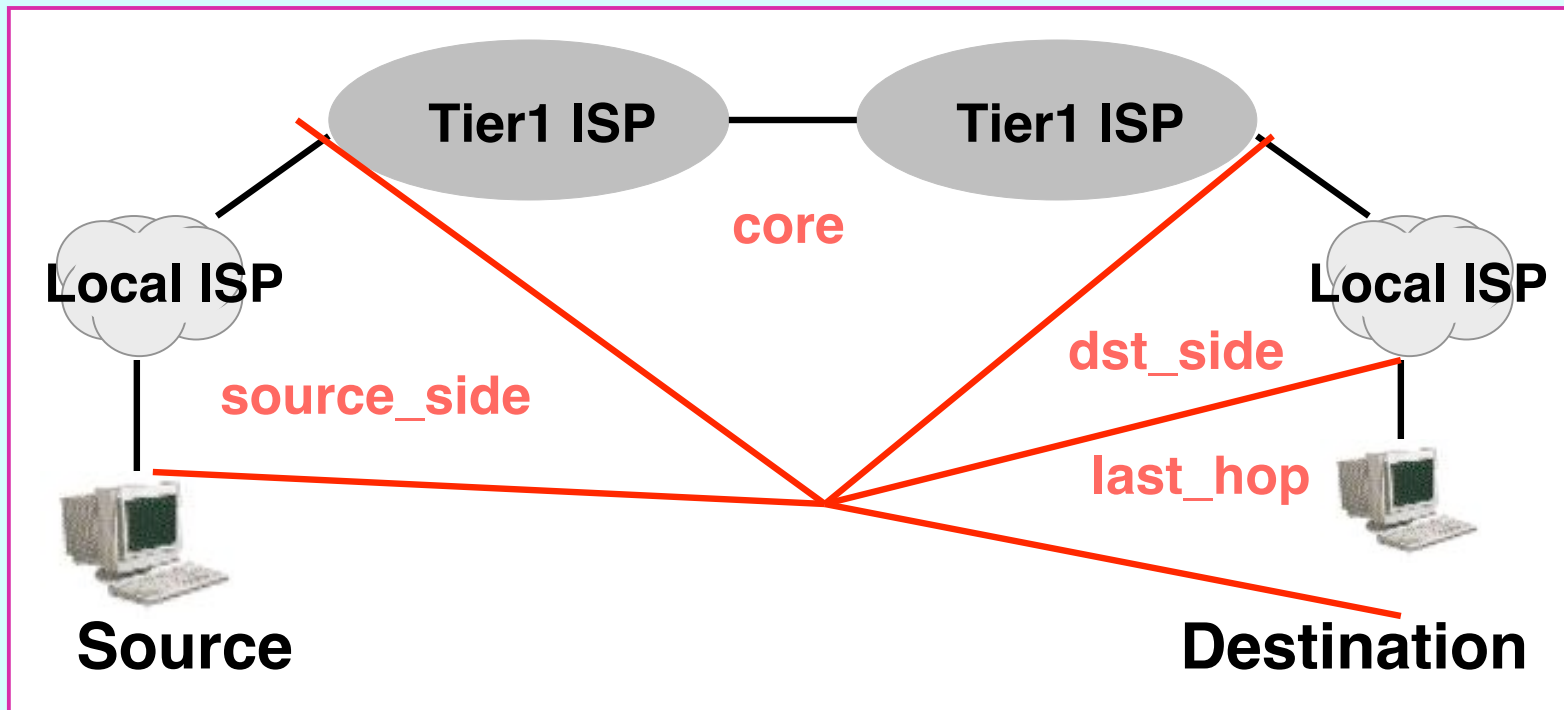 Tier1 ISP
Tier1 ISP
core
Local ISP
Local ISP
dst_side
source_side
last_hop
Source
Destination